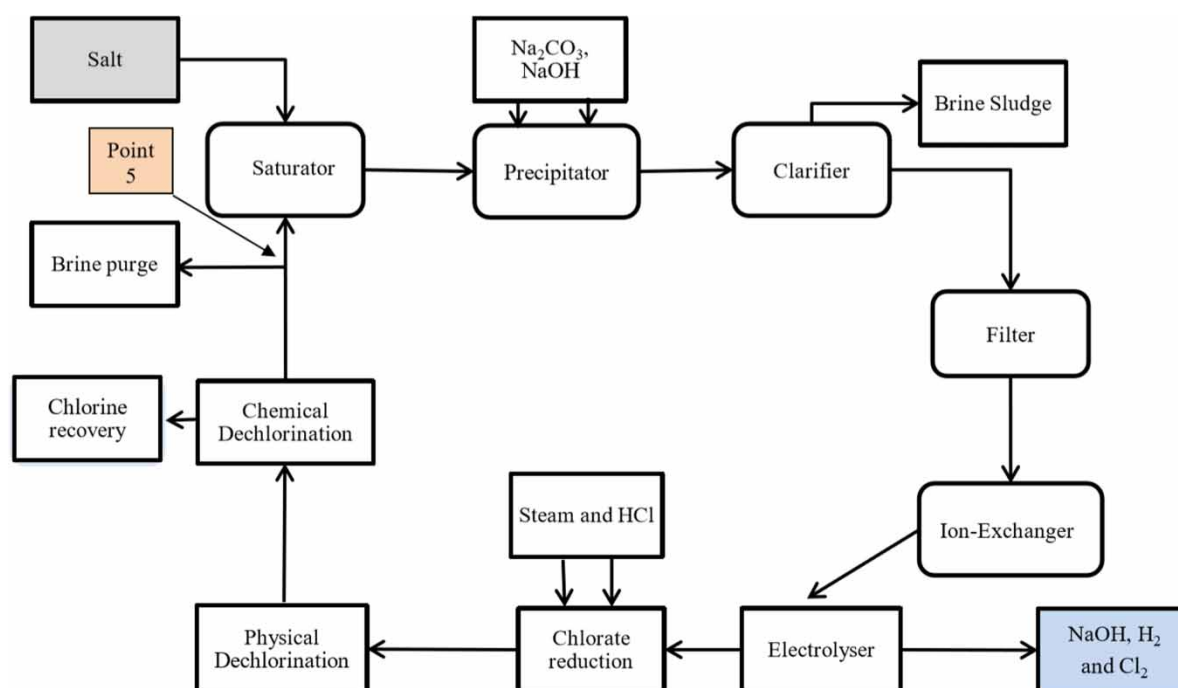 Salt
Na₂CO₃,
NaOH
Brine Sludge
Point
5
Saturator
Precipitator
Clarifier
Brine purge
Filter
Chlorine
recovery
Chemical
Dechlorination
Steam and HCl
Ion-Exchanger
Physical
Dechlorination
Chlorate
reduction
Electrolyser
NaOH, H₂
and Cl₂